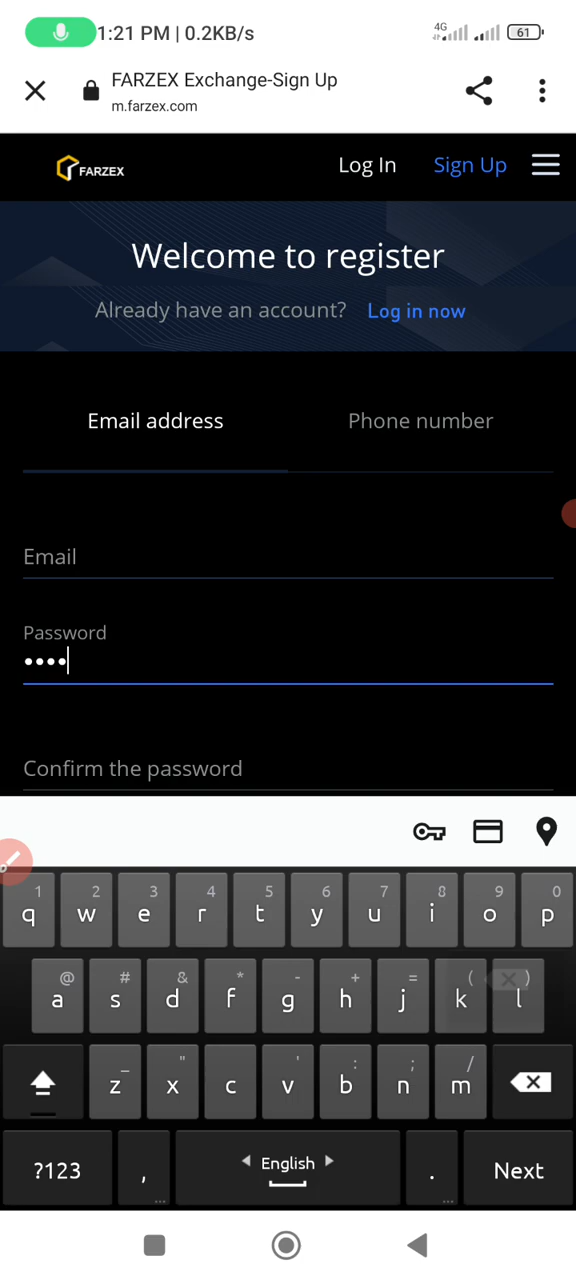 1:21 PM | 0.2KB/s 4G 61
FARZEX Exchange-Sign Up
m.farzex.com
FARZEX Log In Sign Up
Welcome to register
Already have an account? Log in now
Email address Phone number
Email
Password
••••
Confirm the password
1 2 3 4 5 6 7 8 9 0
q w e r t y u i o p
@ # & * - + = ( )
a s d f g h j k l
_ " ' : ; /
z x c v b n m
?123 , English . Next